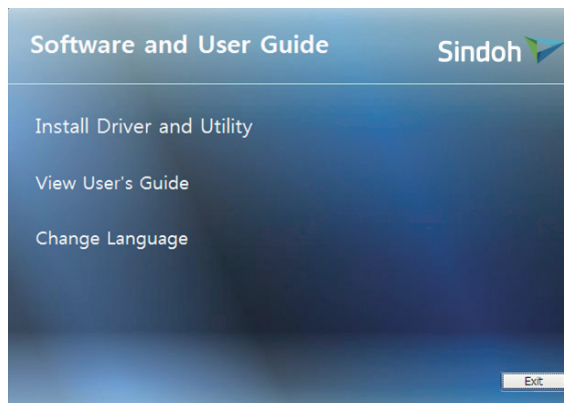 Software and User Guide
Sindoh
Install Driver and Utility
View User's Guide
Change Language
Exit